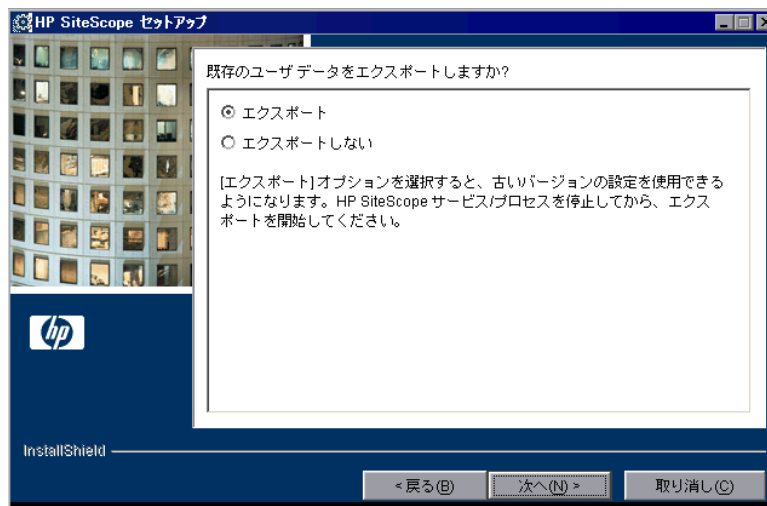 HP SiteScope セットアップ
既存のユーザ データをエクスポートしますか?
エクスポート
エクスポートしない
[エクスポート]オプションを選択すると、古いバージョンの設定を使用できる
ようになります。HP SiteScope サービス/プロセスを停止してから、エクス
ポートを開始してください。
hp
InstallShield
< 戻る(B)
次へ(N) >
取り消し(C)